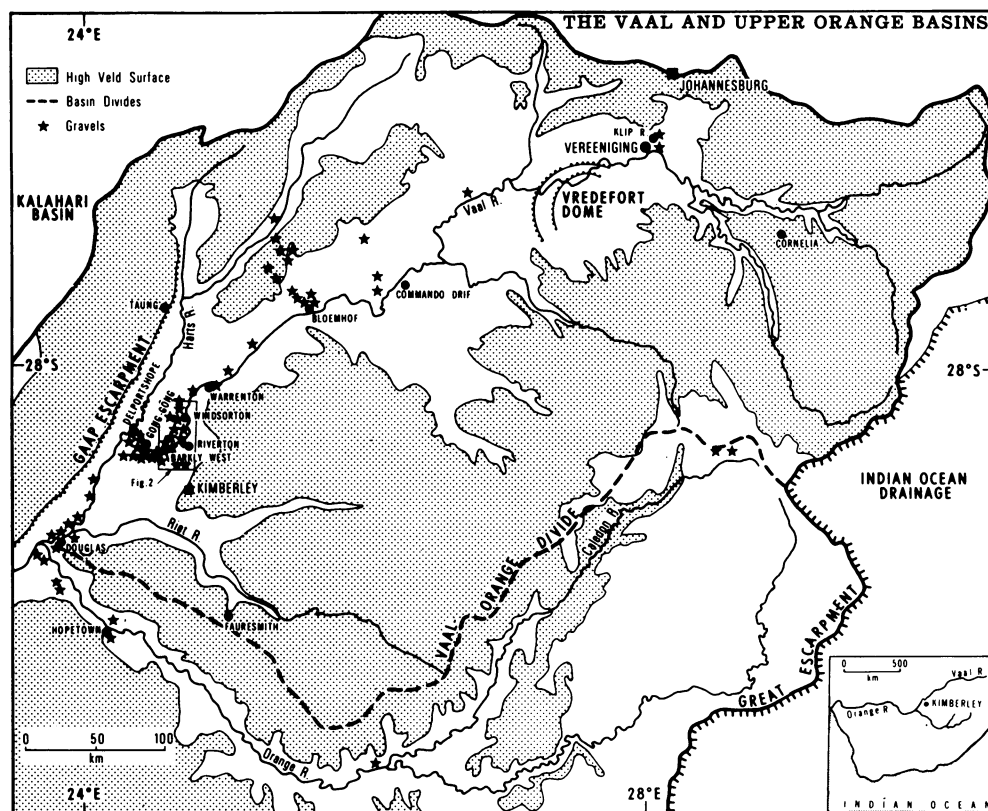 THE VAAL AND UPPER ORANGE BASINS
24°E
High Veld Surface
Basin Divides
Gravels
JOHANNESBURG
KLIP R
VEREENIGING
KALAHARI
BASIN
Vaal R.
VREDEFORT
DOME
CORNELIA
TAUNG
Harts R.
COMMANDO DRIF
BLOEMHOF
28°S
28°S
GAAP ESCARPMENT
DELPORTSHOPE
GONG GONG
WARRENTON
WINDSORTON
RIVERTON
BARKLY WEST
Fig.2
KIMBERLEY
INDIAN OCEAN
DRAINAGE
Riet R.
DOUGLAS
VAAL ORANGE DIVIDE
Caledon R.
FAURESMITH
HOPETOWN
GREAT ESCARPMENT
0 50 100
km
Orange R.
24°E
28°E
0 500
km
Vaal R
Orange R
KIMBERLEY
INDIAN OCEAN